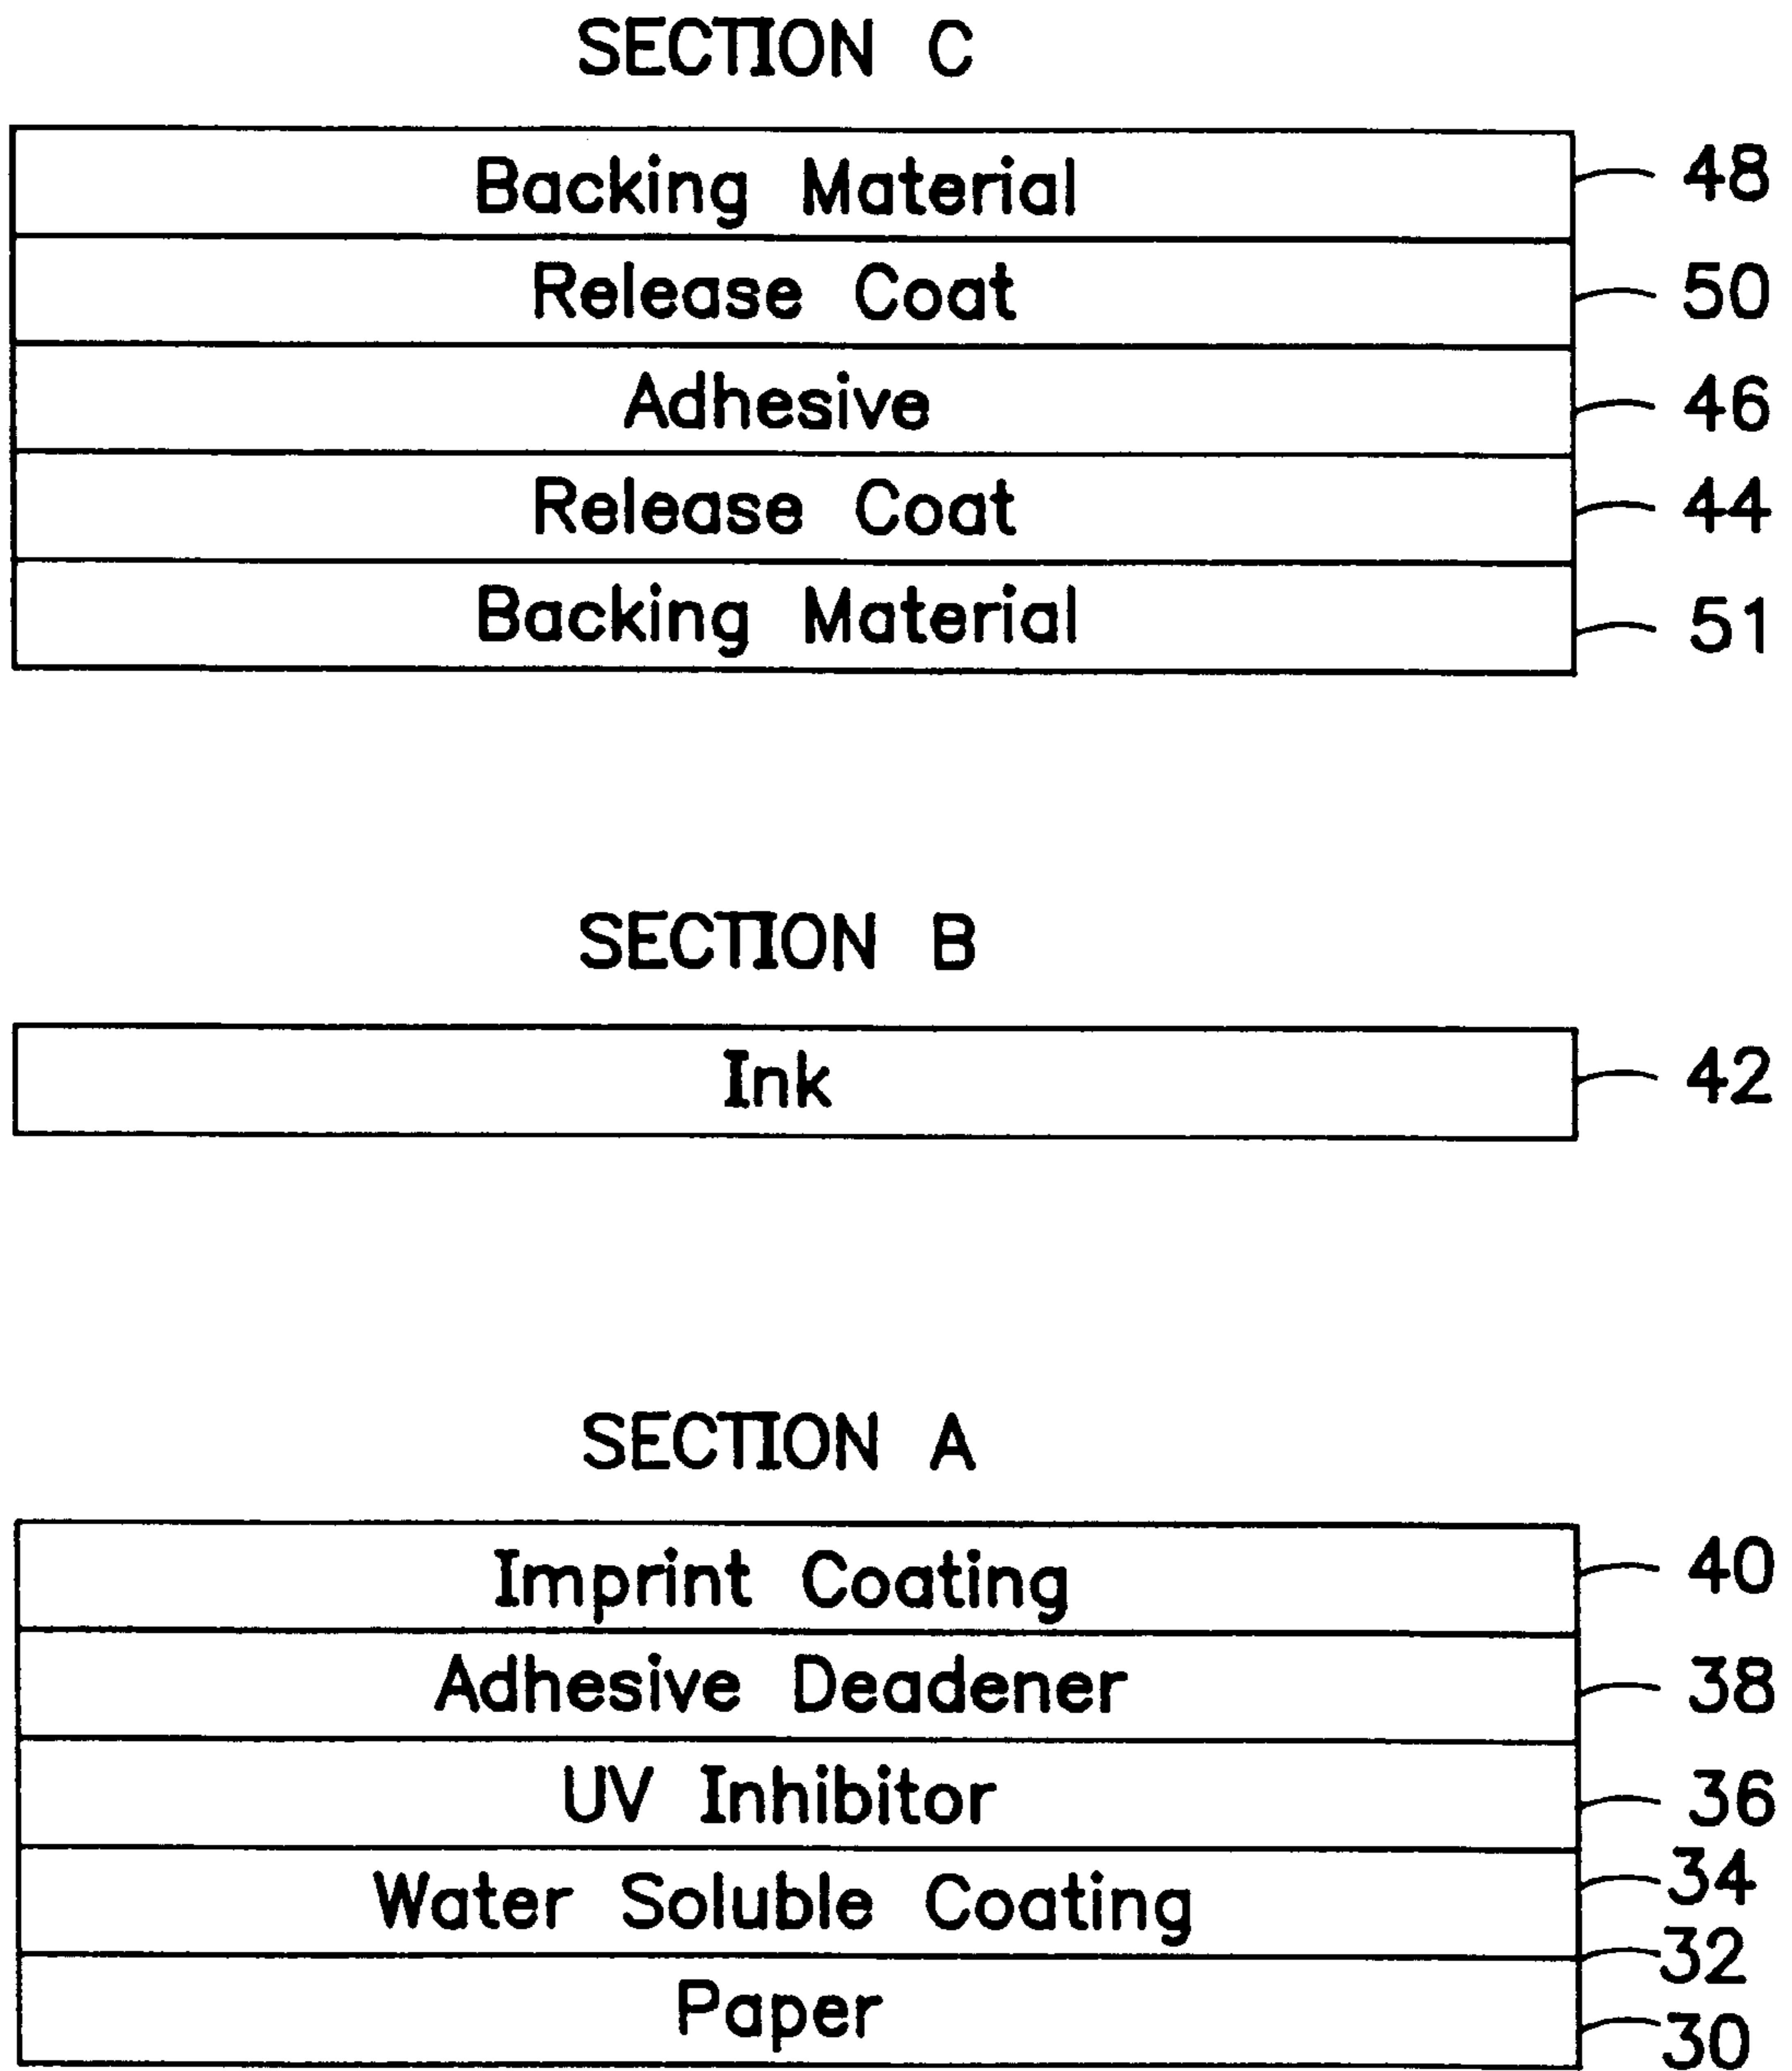 SECTION C
Backing Material 48
Release Coat 50
Adhesive 46
Release Coat 44
Backing Material 51
SECTION B
Ink 42
SECTION A
Imprint Coating 40
Adhesive Deadener 38
UV Inhibitor 36
Water Soluble Coating 34
32
Paper 30